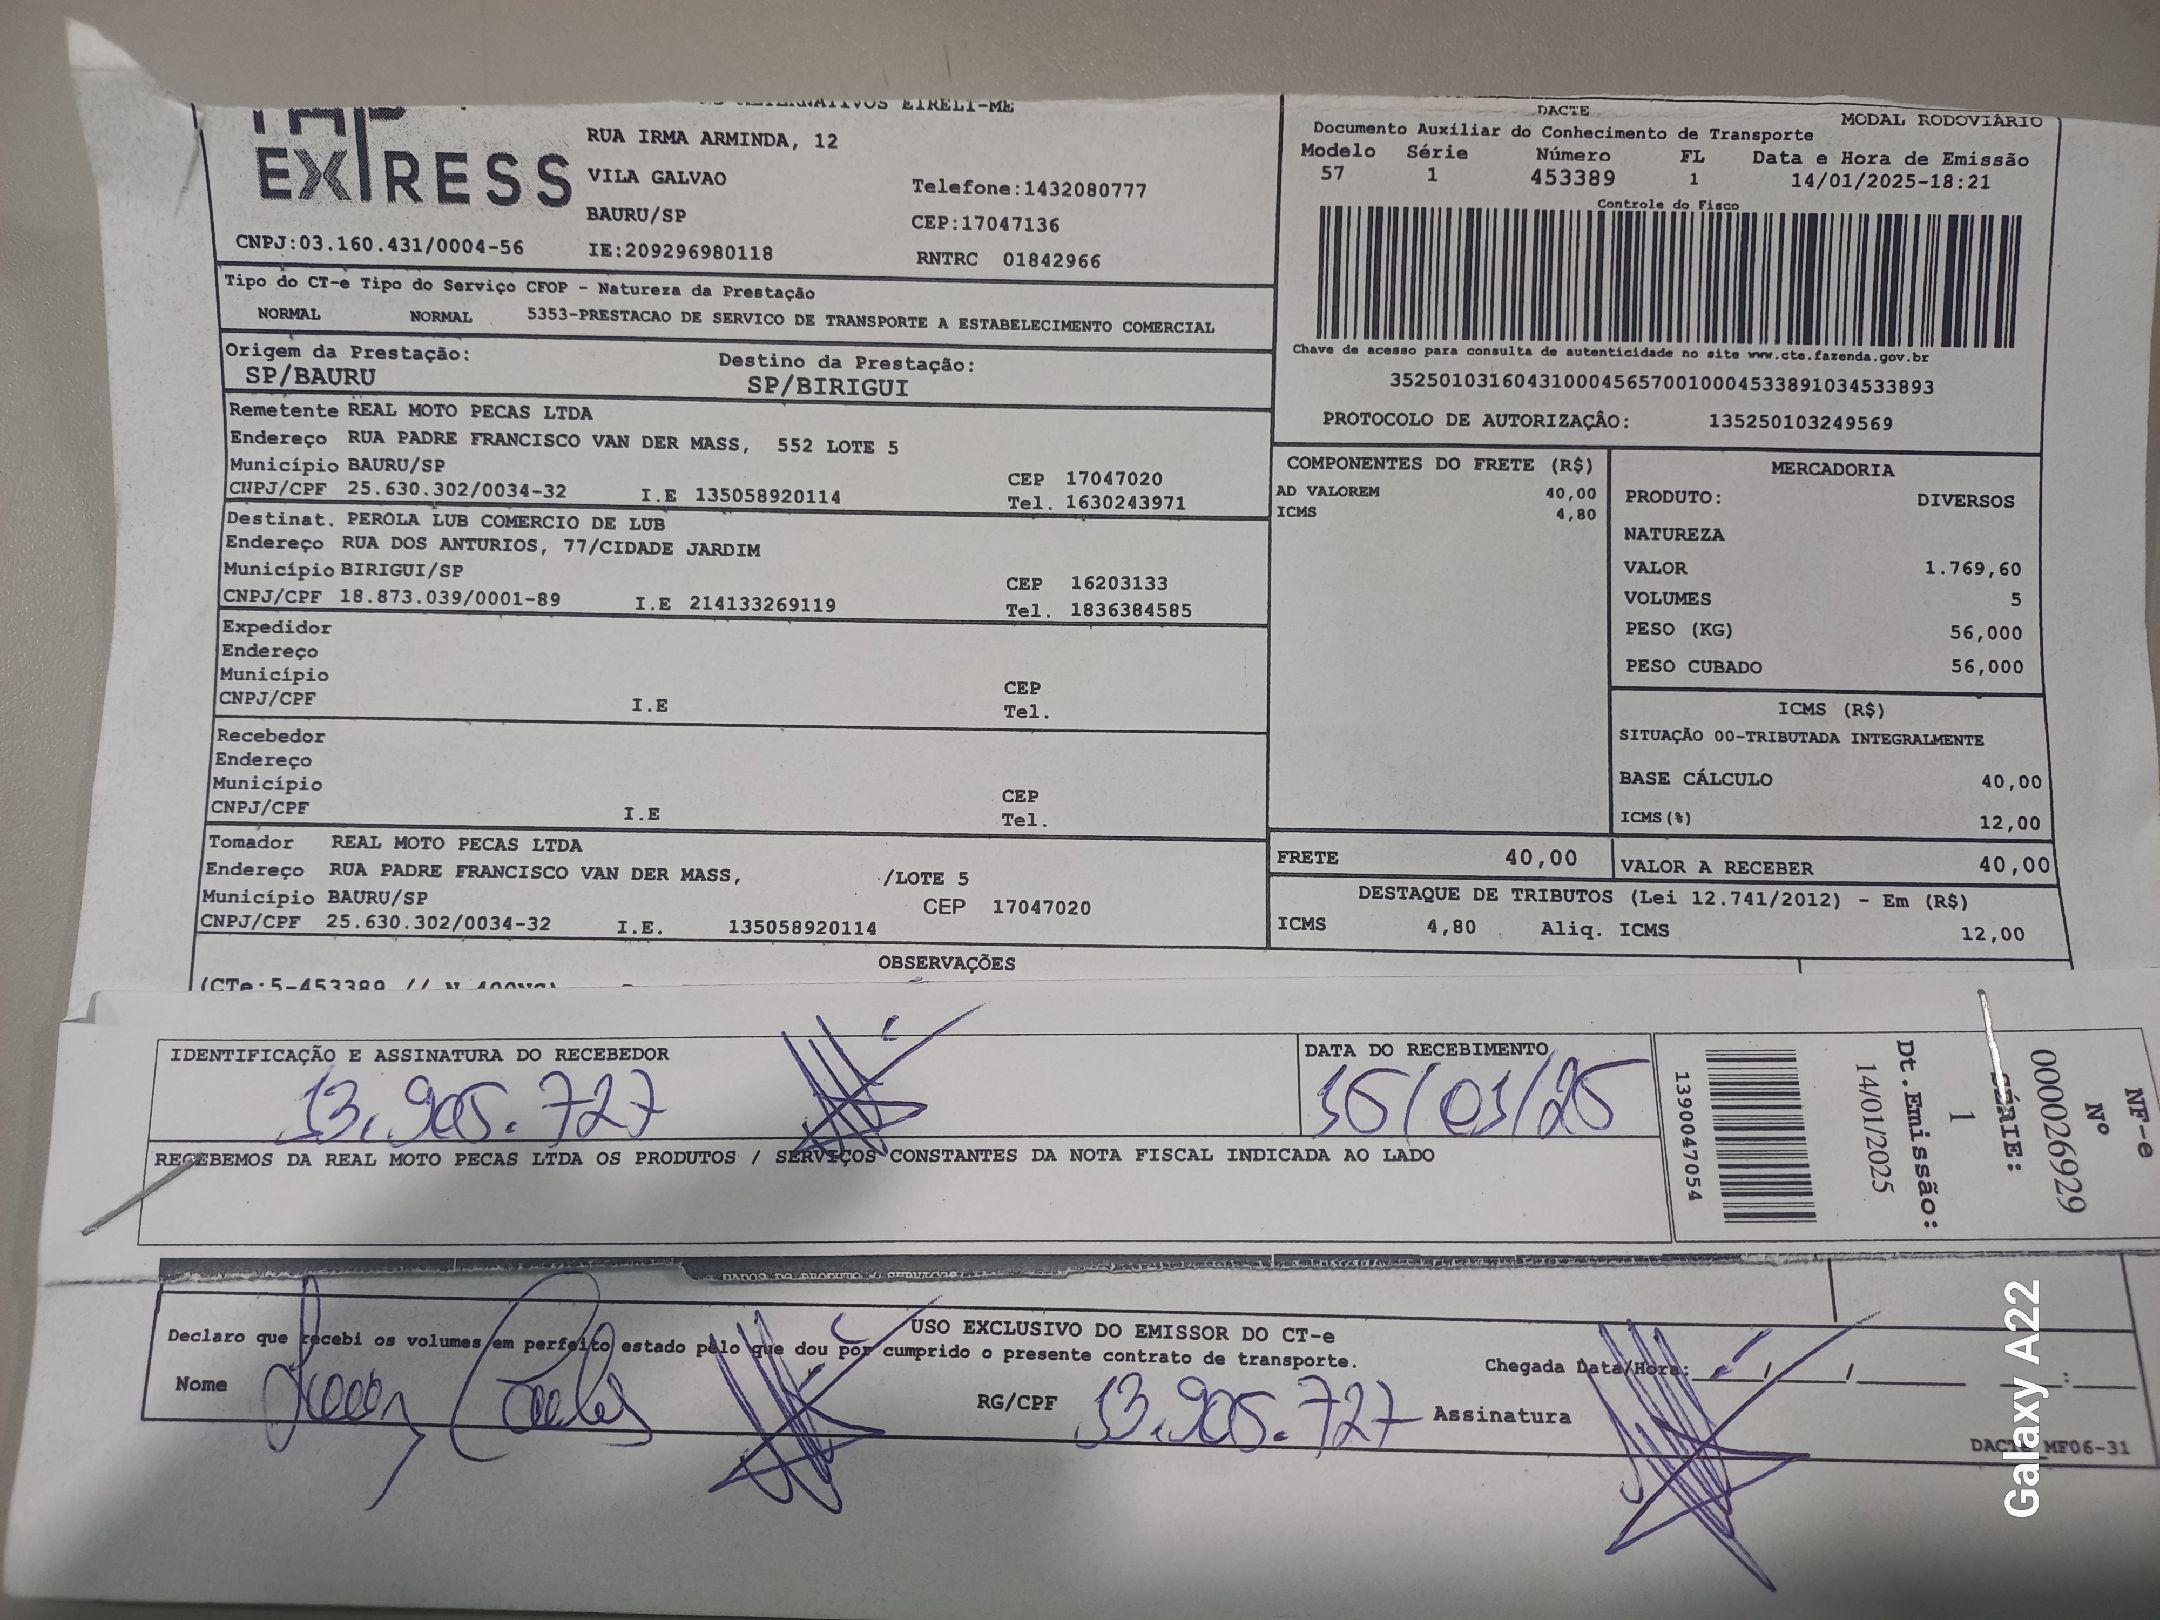 EIRELI-ME
EXPRESS
RUA IRMA ARMINDA, 12
VILA GALVAO
Telefone:1432080777
BAURU/SP
CEP:17047136
CNPJ:03.160.431/0004-56
IE:209296980118
RNTRC 01842966
DACTE
MODAL RODOVIÁRIO
Documento Auxiliar do Conhecimento de Transporte
Modelo Série Número FL Data e Hora de Emissão
57 1 453389 1 14/01/2025-18:21
Controle do Fisco
Chave de acesso para consulta de autenticidade no site www.cte.fazenda.gov.br
35250103160431000456570010004533891034533893
PROTOCOLO DE AUTORIZAÇÂO: 135250103249569
Tipo do CT-e Tipo do Serviço CFOP - Natureza da Prestação
NORMAL NORMAL 5353-PRESTACAO DE SERVICO DE TRANSPORTE A ESTABELECIMENTO COMERCIAL
Origem da Prestação: Destino da Prestação:
SP/BAURU SP/BIRIGUI
Remetente REAL MOTO PECAS LTDA
Endereço RUA PADRE FRANCISCO VAN DER MASS, 552 LOTE 5
Município BAURU/SP CEP 17047020
CNPJ/CPF 25.630.302/0034-32 I.E 135058920114 Tel. 1630243971
Destinat. PEROLA LUB COMERCIO DE LUB
Endereço RUA DOS ANTURIOS, 77/CIDADE JARDIM
Município BIRIGUI/SP CEP 16203133
CNPJ/CPF 18.873.039/0001-89 I.E 214133269119 Tel. 1836384585
Expedidor
Endereço
Município CEP
CNPJ/CPF I.E Tel.
Recebedor
Endereço
Município CEP
CNPJ/CPF I.E Tel.
Tomador REAL MOTO PECAS LTDA
Endereço RUA PADRE FRANCISCO VAN DER MASS, /LOTE 5
Município BAURU/SP CEP 17047020
CNPJ/CPF 25.630.302/0034-32 I.E. 135058920114
COMPONENTES DO FRETE (R$)
AD VALOREM 40,00
ICMS 4,80
MERCADORIA
PRODUTO: DIVERSOS
NATUREZA
VALOR 1.769,60
VOLUMES 5
PESO (KG) 56,000
PESO CUBADO 56,000
ICMS (R$)
SITUAÇÃO 00-TRIBUTADA INTEGRALMENTE
BASE CÁLCULO 40,00
ICMS(%) 12,00
FRETE 40,00
VALOR A RECEBER 40,00
DESTAQUE DE TRIBUTOS (Lei 12.741/2012) - Em (R$)
ICMS 4,80 Aliq. ICMS 12,00
OBSERVAÇÕES
(CTe:5-453389 //
IDENTIFICAÇÃO E ASSINATURA DO RECEBEDOR
13.905.727
DATA DO RECEBIMENTO
15/01/25
RECEBEMOS DA REAL MOTO PECAS LTDA OS PRODUTOS / SERVIÇOS CONSTANTES DA NOTA FISCAL INDICADA AO LADO
NF-e
Nº
000026929
SÉRIE:
1
Dt.Emissão:
14/01/2025
1390047054
USO EXCLUSIVO DO EMISSOR DO CT-e
Declaro que recebi os volumes em perfeito estado pelo que dou por cumprido o presente contrato de transporte.
Chegada Data/Hora:
Nome
RG/CPF 13.905.727
Assinatura
DACTE MF06-31
Galaxy A22